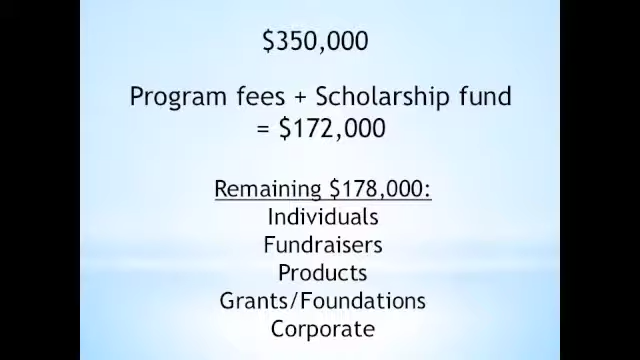 $350,000
Program fees + Scholarship fund
= $172,000
Remaining $178,000:
Individuals
Fundraisers
Products
Grants/Foundations
Corporate